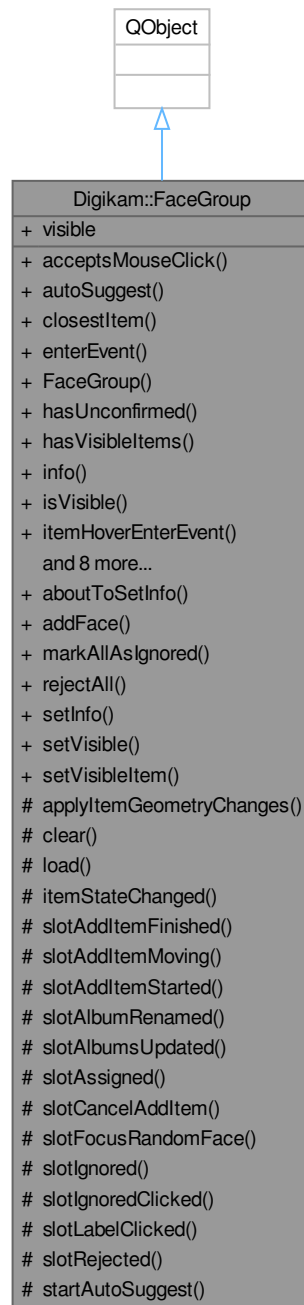 QObject
Digikam::FaceGroup
+ visible
+ acceptsMouseClick()
+ autoSuggest()
+ closestItem()
+ enterEvent()
+ FaceGroup()
+ hasUnconfirmed()
+ hasVisibleItems()
+ info()
+ isVisible()
+ itemHoverEnterEvent()
and 8 more...
+ aboutToSetInfo()
+ addFace()
+ markAllAsIgnored()
+ rejectAll()
+ setInfo()
+ setVisible()
+ setVisibleItem()
# applyItemGeometryChanges()
# clear()
# load()
# itemStateChanged()
# slotAddItemFinished()
# slotAddItemMoving()
# slotAddItemStarted()
# slotAlbumRenamed()
# slotAlbumsUpdated()
# slotAssigned()
# slotCancelAddItem()
# slotFocusRandomFace()
# slotIgnored()
# slotIgnoredClicked()
# slotLabelClicked()
# slotRejected()
# startAutoSuggest()